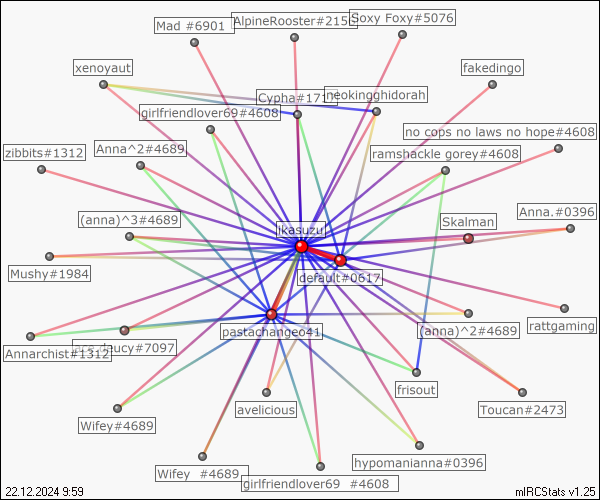 Mad #6901
AlpineRooster#215
Soxy Foxy#5076
xenoyaut
fakedingo
Cypha#171
neokingghidorah
girlfriendlover69#4608
no cops no laws no hope#4608
zibbits#1312
Anna^2#4689
ramshackle gorey#4608
(anna)^3#4689
ikasuzu
Skalman
Anna.#0396
Mushy#1984
default#0617
rattgaming
pastachangeo41
(anna)^2#4689
Annarchist#1312
daucy#7097
frisout
avelicious
Toucan#2473
Wifey#4689
hypomanianna#0396
Wifey #4689
girlfriendlover69 #4608
22.12.2024 9:59
mIRCStats v1.25